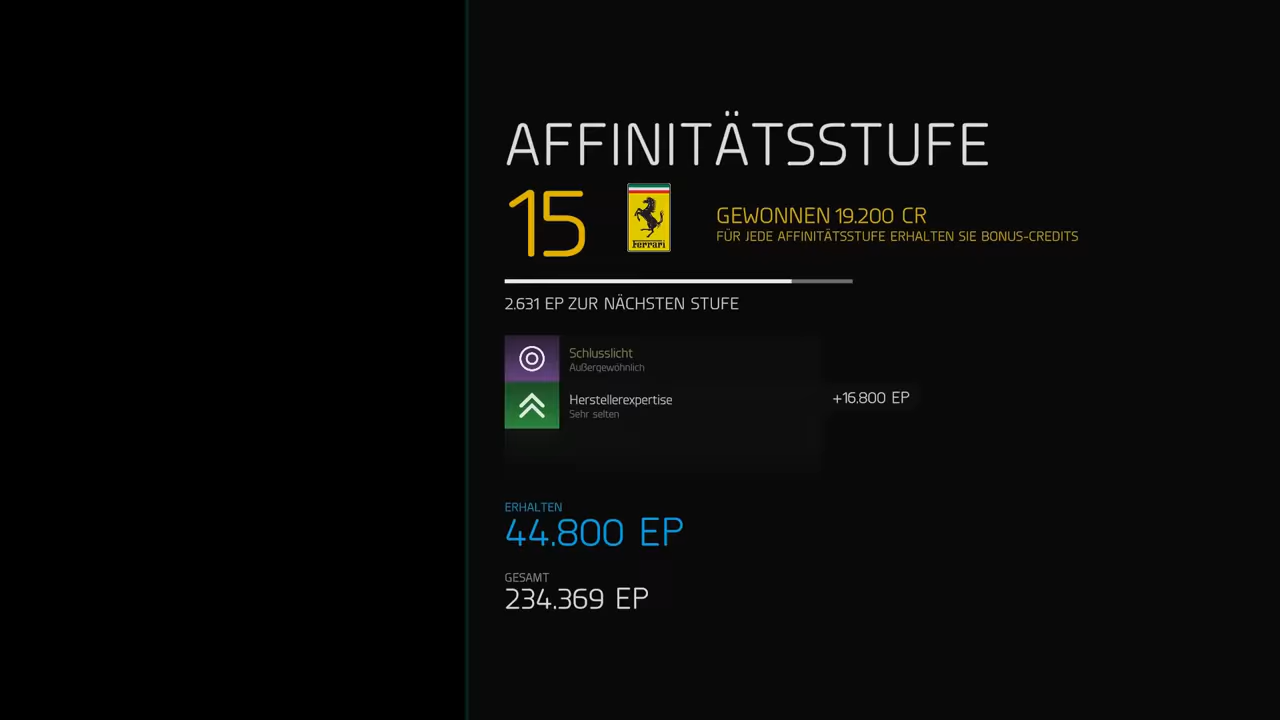 AFFINITÄTSSTUFE
15
Ferrari
GEWONNEN 19.200 CR
FÜR JEDE AFFINITÄTSSTUFE ERHALTEN SIE BONUS-CREDITS
2.631 EP ZUR NÄCHSTEN STUFE
Schlusslicht
Außergewöhnlich
Herstellerexpertise
Sehr selten
+16.800 EP
ERHALTEN
44.800 EP
GESAMT
234.369 EP